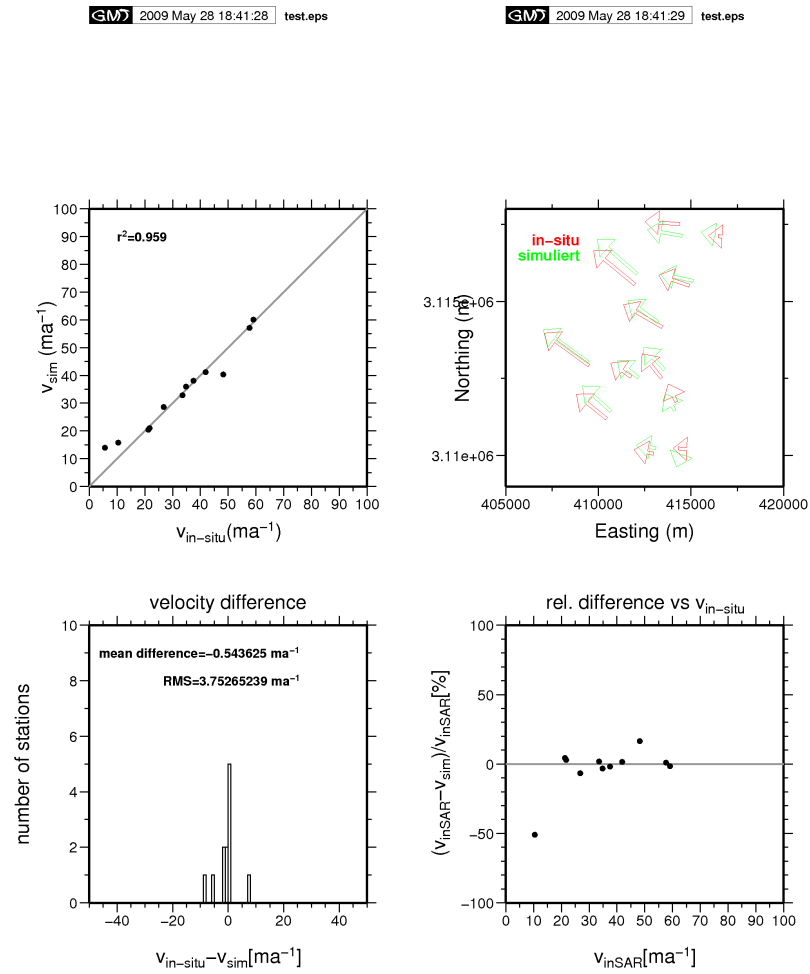 GMT 2009 May 28 18:41:28 test.eps
GMT 2009 May 28 18:41:29 test.eps
100
90
80
70
60
50
40
30
20
10
0
r²=0.959
v_sim (ma⁻¹)
0 10 20 30 40 50 60 70 80 90 100
v_in−situ(ma⁻¹)
in−situ
simuliert
3.115e+06
3.11e+06
Northing (m)
405000 410000 415000 420000
Easting (m)
velocity difference
10
8
6
4
2
0
mean difference=−0.543625 ma⁻¹
RMS=3.75265239 ma⁻¹
number of stations
−40 −20 0 20 40
v_in−situ−v_sim[ma⁻¹]
rel. difference vs v_in−situ
100
50
0
−50
−100
(v_inSAR−v_sim)/v_inSAR[%]
0 10 20 30 40 50 60 70 80 90 100
v_inSAR[ma⁻¹]